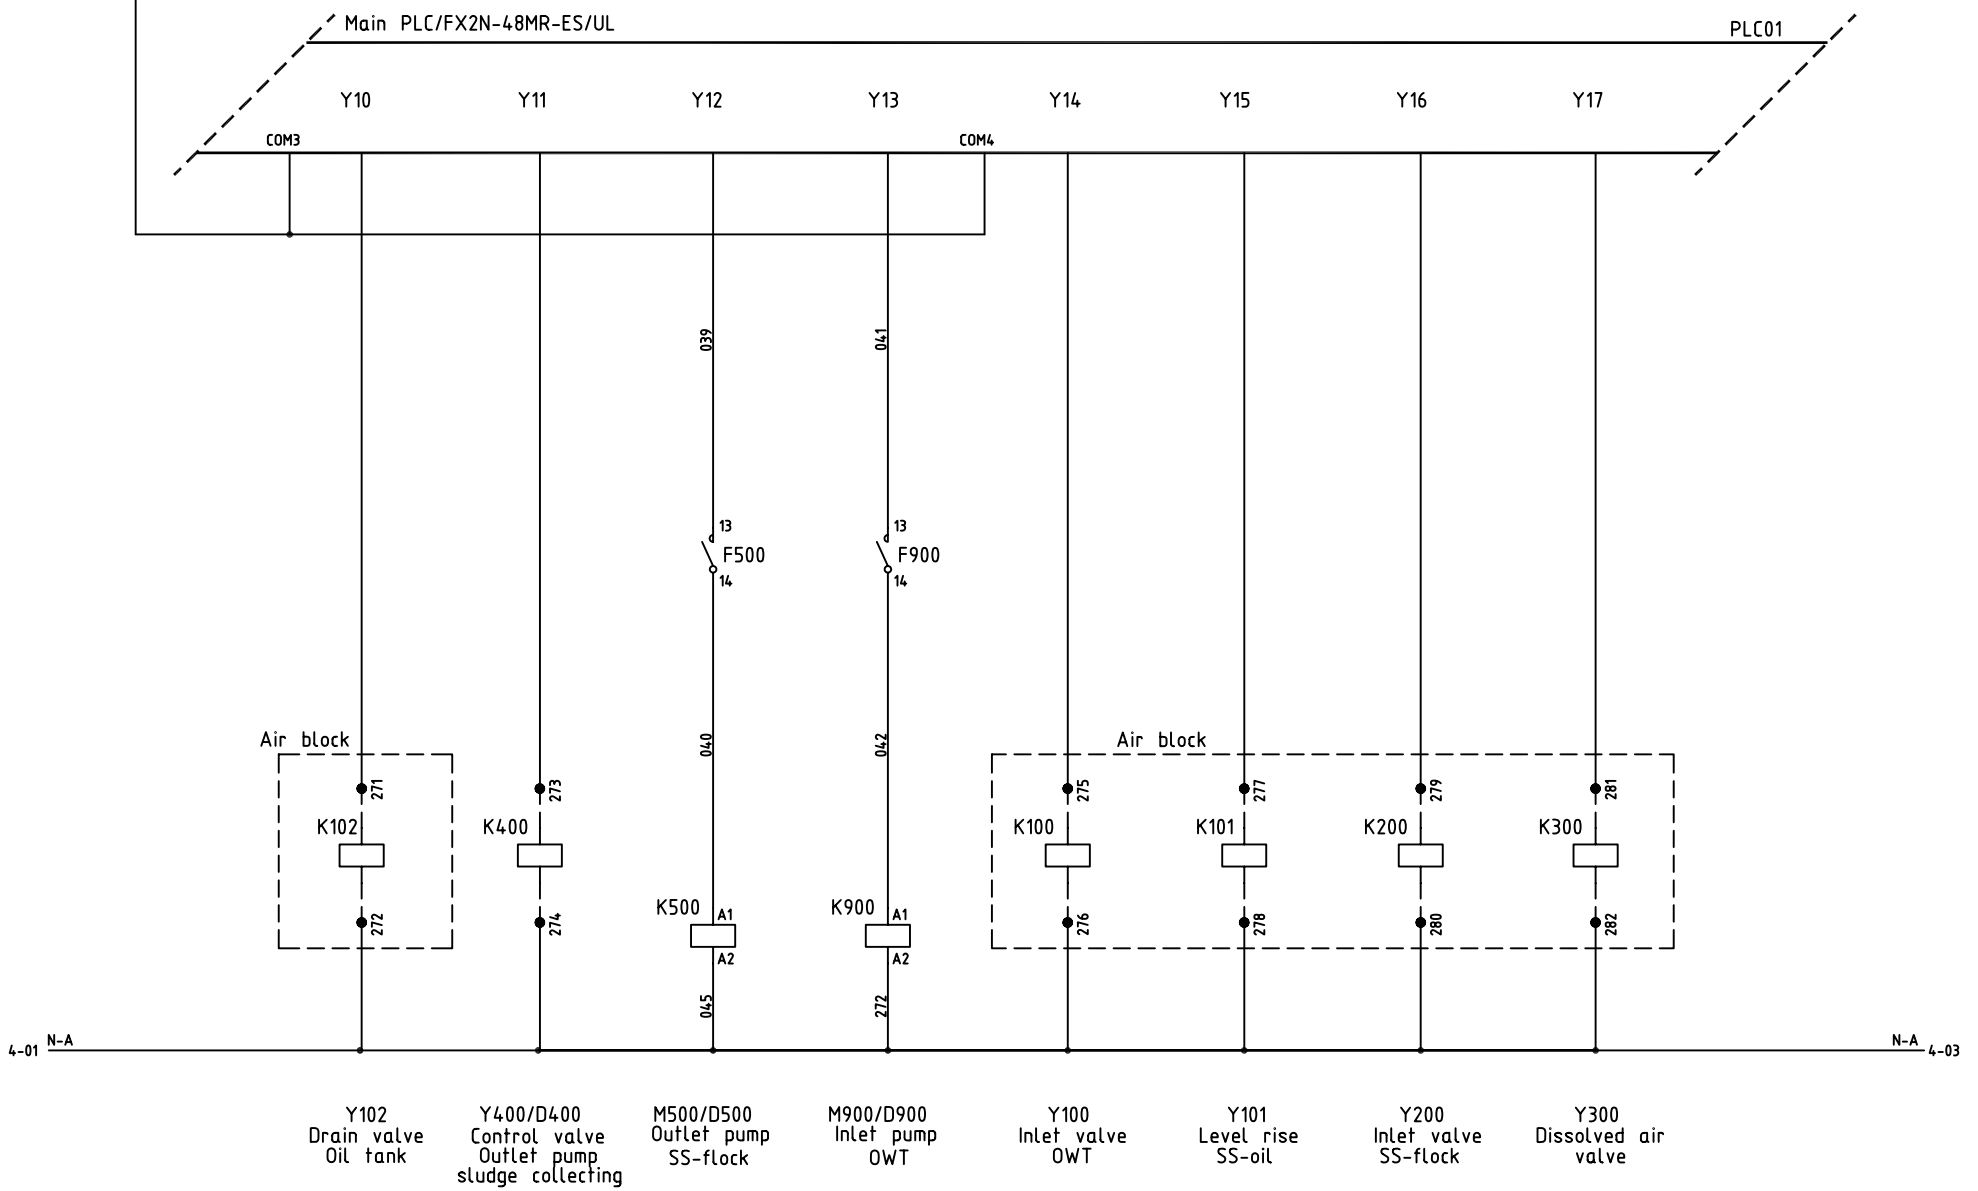 Main PLC/FX2N-48MR-ES/UL
PLC01
Y10 Y11 Y12 Y13 Y14 Y15 Y16 Y17
COM3 COM4
039 041
13 13
F500 F900
14 14
040 042
Air block Air block
271 273 275 277 279 281
K102 K400 K100 K101 K200 K300
272 274 276 278 280 282
K500 A1 K900 A1
A2 A2
045 272
4-01 N-A N-A 4-03
Y102
Drain valve
Oil tank
Y400/D400
Control valve
Outlet pump
sludge collecting
M500/D500
Outlet pump
SS-flock
M900/D900
Inlet pump
OWT
Y100
Inlet valve
OWT
Y101
Level rise
SS-oil
Y200
Inlet valve
SS-flock
Y300
Dissolved air
valve